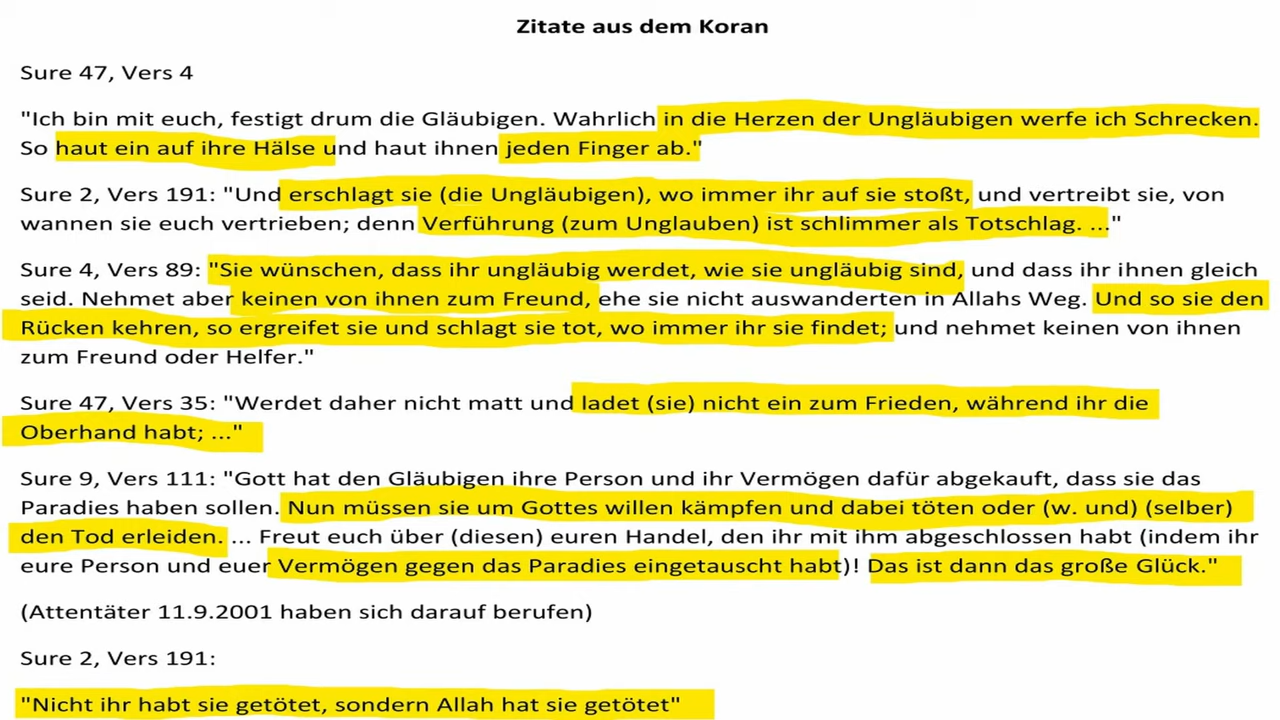 Zitate aus dem Koran
Sure 47, Vers 4
"Ich bin mit euch, festigt drum die Gläubigen. Wahrlich in die Herzen der Ungläubigen werfe ich Schrecken.
So haut ein auf ihre Hälse und haut ihnen jeden Finger ab."
Sure 2, Vers 191: "Und erschlagt sie (die Ungläubigen), wo immer ihr auf sie stoßt, und vertreibt sie, von
wannen sie euch vertrieben; denn Verführung (zum Unglauben) ist schlimmer als Totschlag. ..."
Sure 4, Vers 89: "Sie wünschen, dass ihr ungläubig werdet, wie sie ungläubig sind, und dass ihr ihnen gleich
seid. Nehmet aber keinen von ihnen zum Freund, ehe sie nicht auswanderten in Allahs Weg. Und so sie den
Rücken kehren, so ergreifet sie und schlagt sie tot, wo immer ihr sie findet; und nehmet keinen von ihnen
zum Freund oder Helfer."
Sure 47, Vers 35: "Werdet daher nicht matt und ladet (sie) nicht ein zum Frieden, während ihr die
Oberhand habt; ..."
Sure 9, Vers 111: "Gott hat den Gläubigen ihre Person und ihr Vermögen dafür abgekauft, dass sie das
Paradies haben sollen. Nun müssen sie um Gottes willen kämpfen und dabei töten oder (w. und) (selber)
den Tod erleiden. ... Freut euch über (diesen) euren Handel, den ihr mit ihm abgeschlossen habt (indem ihr
eure Person und euer Vermögen gegen das Paradies eingetauscht habt)! Das ist dann das große Glück."
(Attentäter 11.9.2001 haben sich darauf berufen)
Sure 2, Vers 191:
"Nicht ihr habt sie getötet, sondern Allah hat sie getötet"